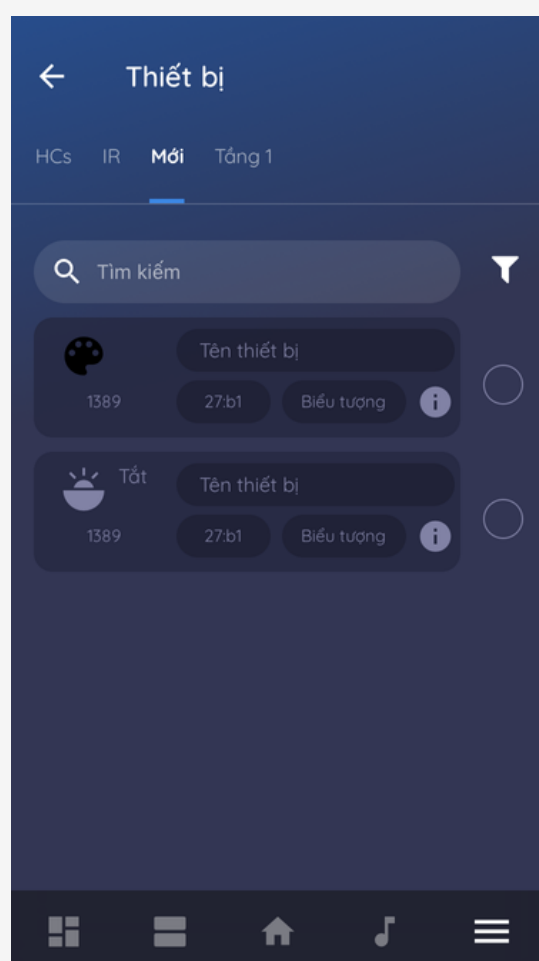 Thiết bị
HCs IR Mới Tầng 1
Tìm kiếm
Tên thiết bị
1389 27:b1 Biểu tượng
Tắt
Tên thiết bị
1389 27:b1 Biểu tượng